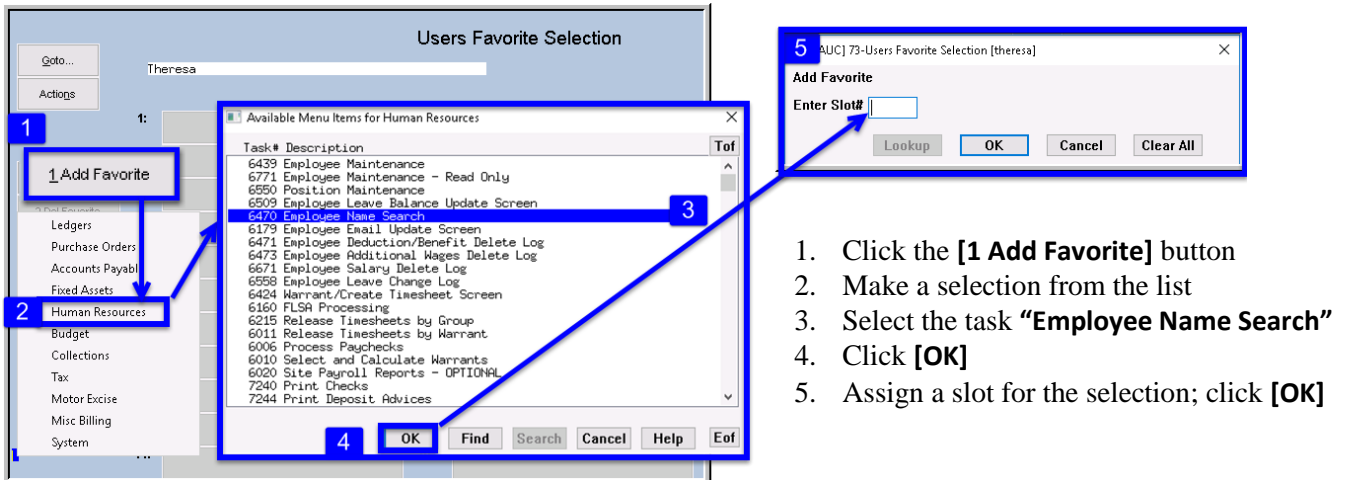 Users Favorite Selection
Goto...
Theresa
Actions
1
1:
1 Add Favorite
Ledgers
Purchase Orders
Accounts Payabl
Fixed Assets
2
Human Resources
Budget
Collections
Tax
Motor Excise
Misc Billing
System
Available Menu Items for Human Resources
Task# Description
Tof
6439 Employee Maintenance
6771 Employee Maintenance - Read Only
6550 Position Maintenance
6509 Employee Leave Balance Update Screen
6470 Employee Name Search
3
6179 Employee Email Update Screen
6471 Employee Deduction/Benefit Delete Log
6473 Employee Additional Wages Delete Log
6671 Employee Salary Delete Log
6558 Employee Leave Change Log
6424 Warrant/Create Timesheet Screen
6160 FLSA Processing
6215 Release Timesheets by Group
6011 Release Timesheets by Warrant
6006 Process Paychecks
6010 Select and Calculate Warrants
6020 Site Payroll Reports - OPTIONAL
7240 Print Checks
7244 Print Deposit Advices
4
OK Find Search Cancel Help Eof
5
AUC] 73-Users Favorite Selection [theresa]
Add Favorite
Enter Slot#
Lookup OK Cancel Clear All
1. Click the [1 Add Favorite] button
2. Make a selection from the list
3. Select the task “Employee Name Search”
4. Click [OK]
5. Assign a slot for the selection; click [OK]